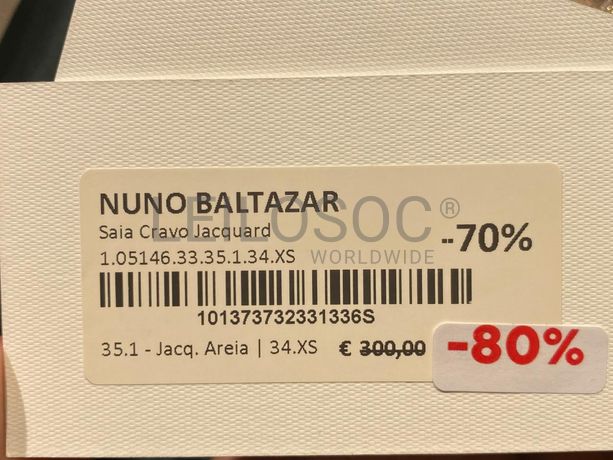 NUNO BALTAZAR
Saia Cravo Jacquard
LEILOSOC®
WORLDWIDE
-70%
1.05146.33.35.1.34.XS
101373732331336S
35.1 - Jacq. Areia | 34.XS € 300,00
-80%